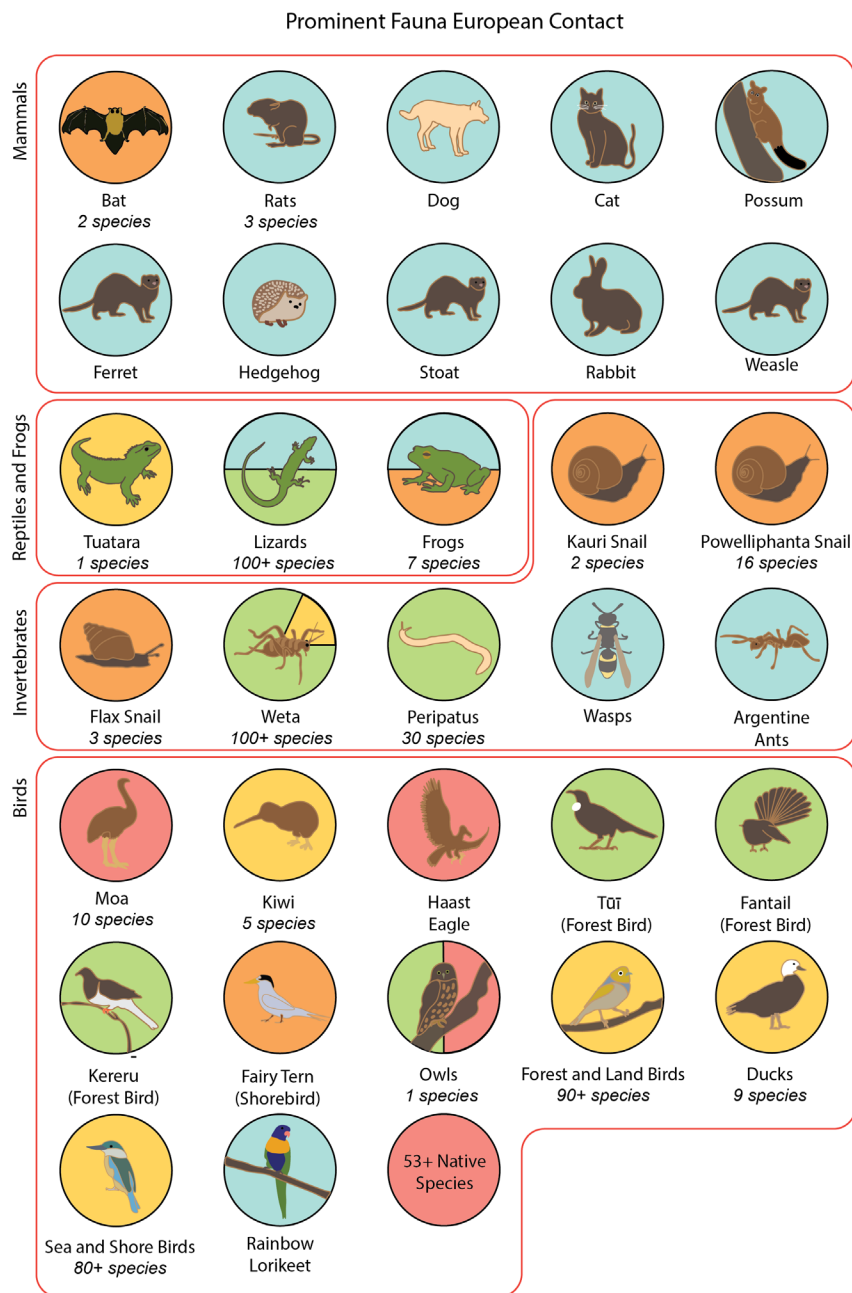 Prominent Fauna European Contact
Mammals
Bat
2 species
Rats
3 species
Dog
Cat
Possum
Ferret
Hedgehog
Stoat
Rabbit
Weasle
Reptiles and Frogs
Tuatara
1 species
Lizards
100+ species
Frogs
7 species
Kauri Snail
2 species
Powelliphanta Snail
16 species
Invertebrates
Flax Snail
3 species
Weta
100+ species
Peripatus
30 species
Wasps
Argentine
Ants
Birds
Moa
10 species
Kiwi
5 species
Haast
Eagle
Tūī
(Forest Bird)
Fantail
(Forest Bird)
Kereru
(Forest Bird)
Fairy Tern
(Shorebird)
Owls
1 species
Forest and Land Birds
90+ species
Ducks
9 species
Sea and Shore Birds
80+ species
Rainbow
Lorikeet
53+ Native
Species